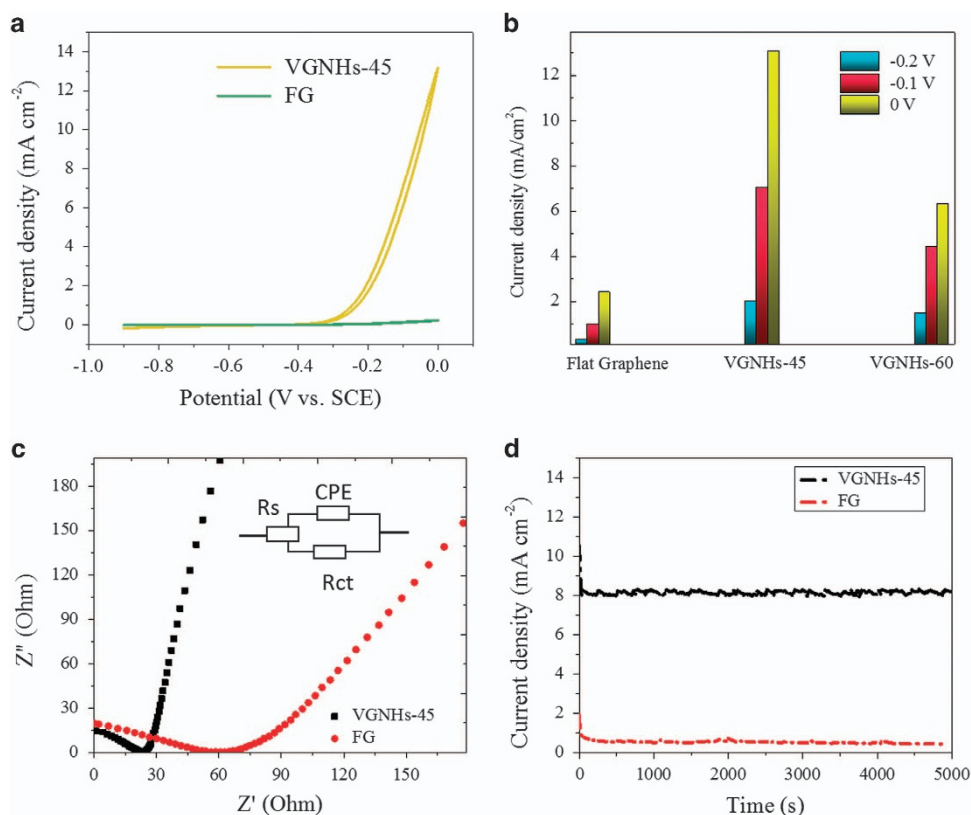 a
14
12
10
8
6
4
2
0
Current density (mA cm⁻²)
VGNHs-45
FG
-1.0 -0.8 -0.6 -0.4 -0.2 0.0
Potential (V vs. SCE)
b
12
10
8
6
4
2
Current density (mA/cm²)
-0.2 V
-0.1 V
0 V
Flat Graphene VGNHs-45 VGNHs-60
c
180
150
120
90
60
30
0
Z" (Ohm)
Rs
CPE
Rct
VGNHs-45
FG
0 30 60 90 120 150
Z' (Ohm)
d
14
12
10
8
6
4
2
0
Current density (mA cm⁻²)
VGNHs-45
FG
0 1000 2000 3000 4000 5000
Time (s)